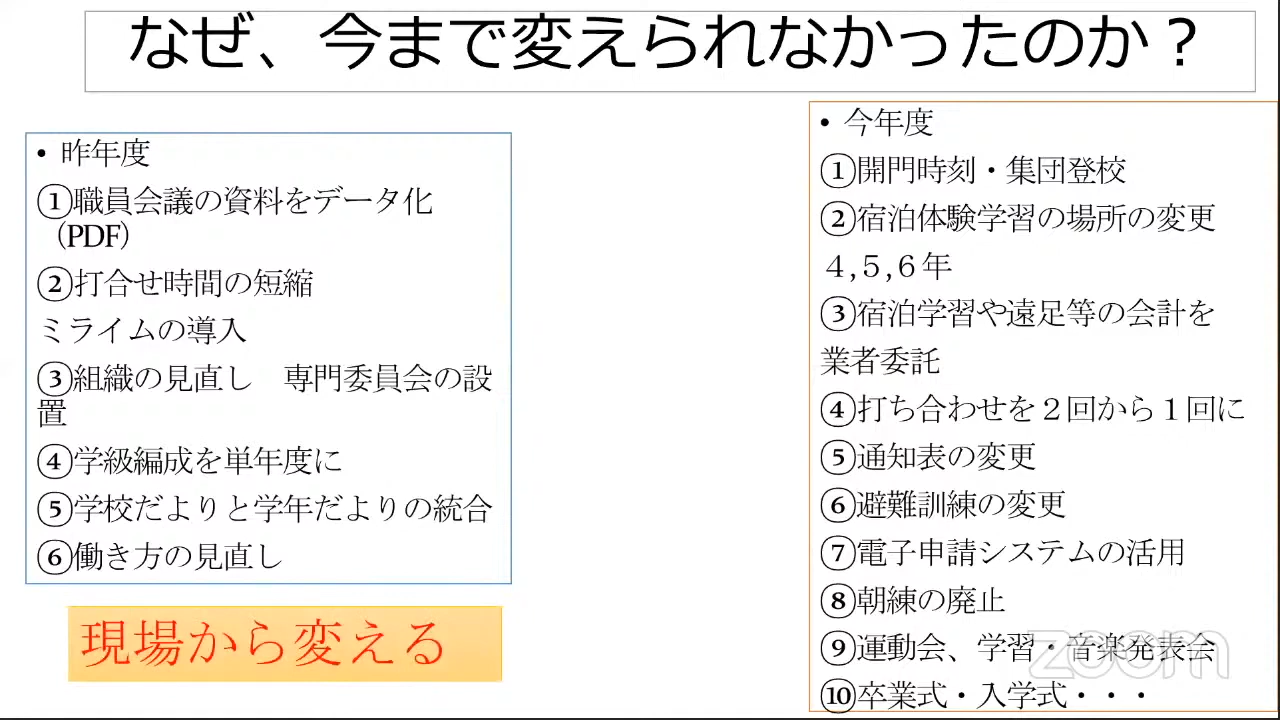 なぜ、今まで変えられなかったのか？
• 昨年度
①職員会議の資料をデータ化
（PDF）
②打合せ時間の短縮
ミライムの導入
③組織の見直し　専門委員会の設
置
④学級編成を単年度に
⑤学校だよりと学年だよりの統合
⑥働き方の見直し
現場から変える
• 今年度
①開門時刻・集団登校
②宿泊体験学習の場所の変更
４,５,６年
③宿泊学習や遠足等の会計を
業者委託
④打ち合わせを２回から１回に
⑤通知表の変更
⑥避難訓練の変更
⑦電子申請システムの活用
⑧朝練の廃止
⑨運動会、学習・音楽発表会
⑩卒業式・入学式・・・
zoom